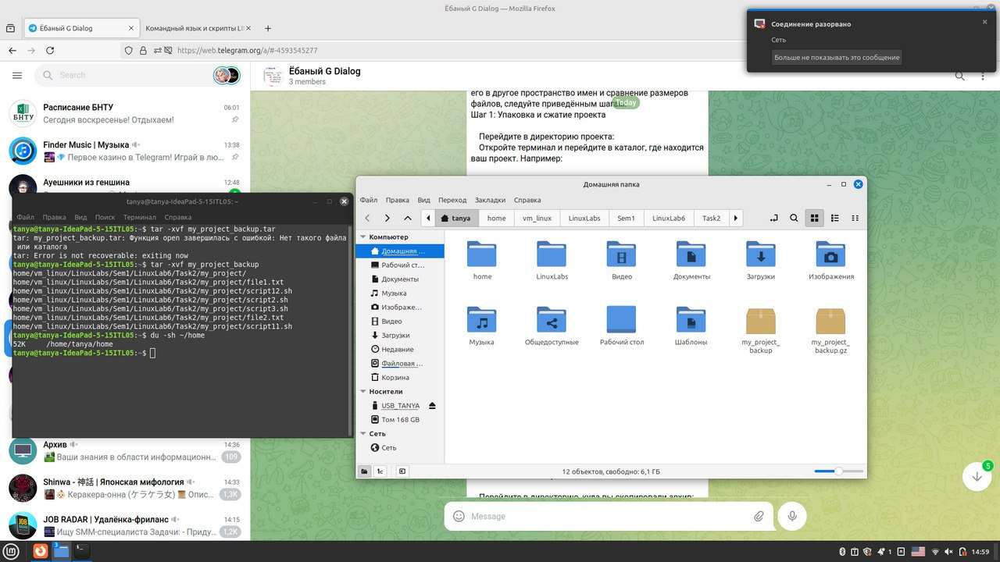 Ёбаный G Dialog — Mozilla Firefox
Ёбаный G Dialog
Командный язык и скрипты LI
https://web.telegram.org/a/#-4593545277
Соединение разорвано
Сеть
Больше не показывать это сообщение
Search
Ёбаный G Dialog
3 members
Расписание БНТУ
06:01
Сегодня воскресенье! Отдыхаем!
БНТУ
Finder Music | Музыка
13:38
Первое казино в Telegram! Играй в лю...
Ауешники из геншина
12:48
его в другое пространство имен и сравнение размеров
файлов, следуйте приведённым шага
Today
Шаг 1: Упаковка и сжатие проекта
Перейдите в директорию проекта:
Откройте терминал и перейдите в каталог, где находится
ваш проект. Например:
tanya@tanya-IdeaPad-5-15ITL05: ~
Файл Правка Вид Поиск Терминал Справка
tanya@tanya-IdeaPad-5-15ITL05:~$ tar -xvf my_project_backup.tar
tar: my_project_backup.tar: Функция open завершилась с ошибкой: Нет такого файла
или каталога
tar: Error is not recoverable: exiting now
tanya@tanya-IdeaPad-5-15ITL05:~$ tar -xvf my_project_backup
home/vm_linux/LinuxLabs/Sem1/LinuxLab6/Task2/my_project/
home/vm_linux/LinuxLabs/Sem1/LinuxLab6/Task2/my_project/file1.txt
home/vm_linux/LinuxLabs/Sem1/LinuxLab6/Task2/my_project/script12.sh
home/vm_linux/LinuxLabs/Sem1/LinuxLab6/Task2/my_project/script2.sh
home/vm_linux/LinuxLabs/Sem1/LinuxLab6/Task2/my_project/script3.sh
home/vm_linux/LinuxLabs/Sem1/LinuxLab6/Task2/my_project/file2.txt
home/vm_linux/LinuxLabs/Sem1/LinuxLab6/Task2/my_project/script11.sh
tanya@tanya-IdeaPad-5-15ITL05:~$ du -sh ~/home
52K /home/tanya/home
tanya@tanya-IdeaPad-5-15ITL05:~$
Домашняя папка
Файл Правка Вид Переход Закладки Справка
tanya home vm_linux LinuxLabs Sem1 LinuxLab6 Task2
Компьютер
Домашняя ...
Рабочий ст...
Документы
Музыка
Изображе...
Видео
Загрузки
Недавние
Файловая ...
Корзина
Носители
USB_TANYA
Том 168 GB
Сеть
Сеть
home
LinuxLabs
Видео
Документы
Загрузки
Изображения
Музыка
Общедоступные
Рабочий стол
Шаблоны
my_project_
backup
my_project_
backup.gz
12 объектов, свободно: 6,1 ГБ
Архив
14:36
Ваши знания в области информационн...
109
Shinwa - 神話 | Японская мифология
14:33
Керакера-онна (ケラケラ女) Опис...
1,3K
JOB RADAR | Удалёнка-фриланс
14:15
Ищу SMM-специалиста Задачи: - Приду...
1,2K
JOB
RADAR
Перейдите в директорию, куда вы скопировали архив:
Message
5
3
1
14:59